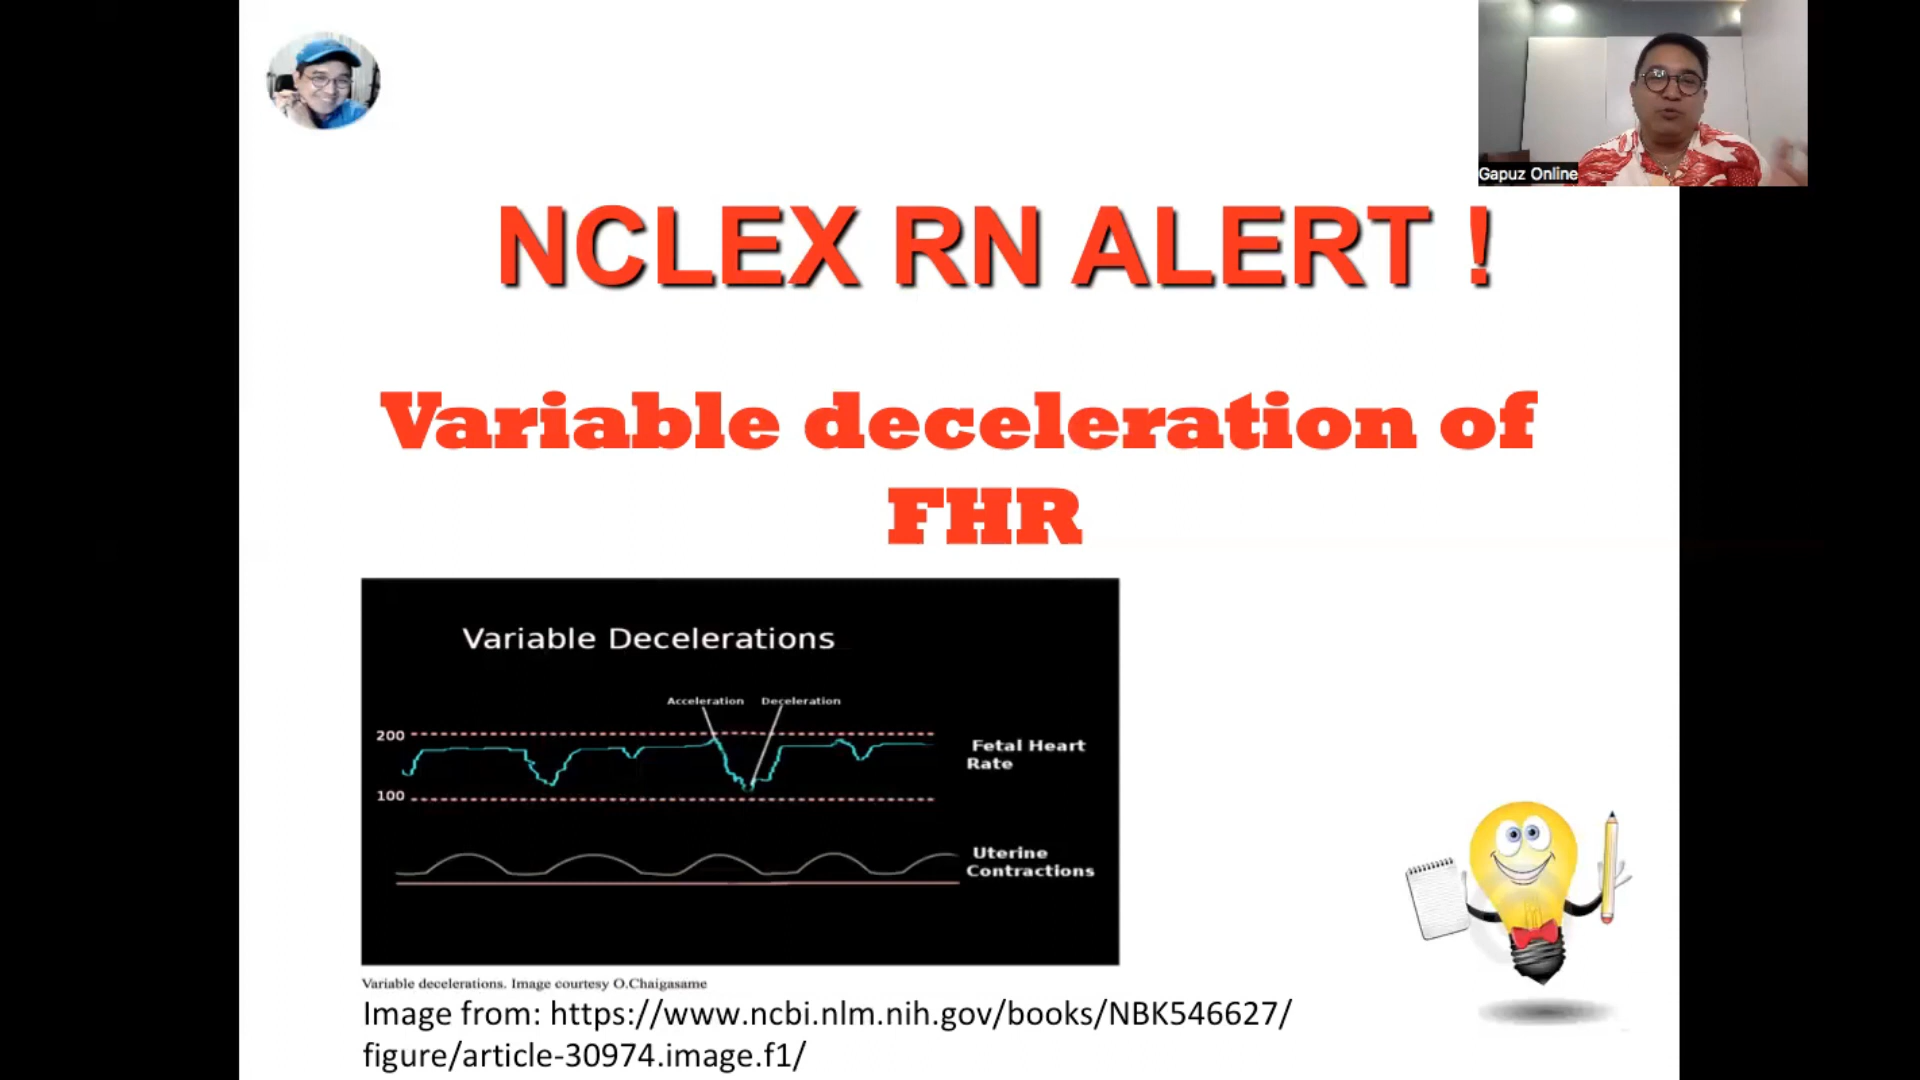 Gapuz Online
NCLEX RN ALERT !
Variable deceleration of
FHR
Variable Decelerations
Acceleration Deceleration
200
Fetal Heart
Rate
100
Uterine
Contractions
Variable decelerations. Image courtesy O.Chaigasame
Image from: https://www.ncbi.nlm.nih.gov/books/NBK546627/
figure/article-30974.image.f1/